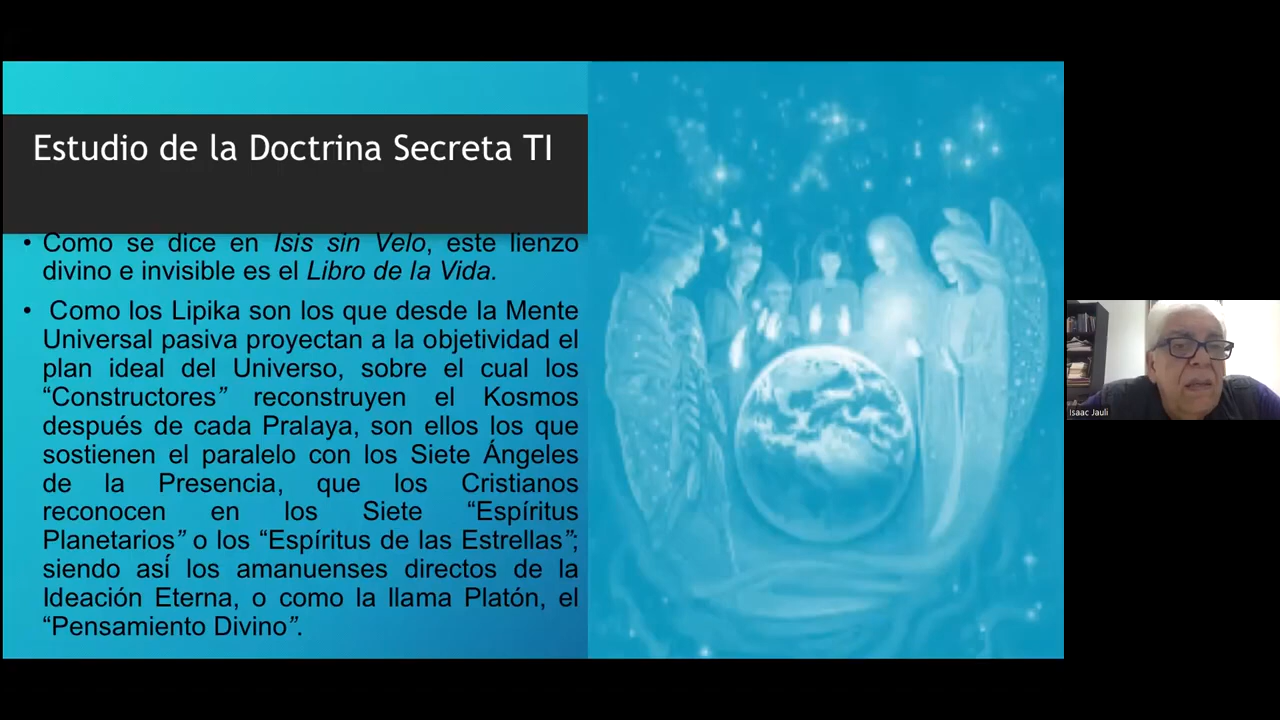 Estudio de la Doctrina Secreta TI
• Como se dice en Isis sin Velo, este lienzo
divino e invisible es el Libro de la Vida.
• Como los Lipika son los que desde la Mente
Universal pasiva proyectan a la objetividad el
plan ideal del Universo, sobre el cual los
“Constructores” reconstruyen el Kosmos
después de cada Pralaya, son ellos los que
sostienen el paralelo con los Siete Ángeles
de la Presencia, que los Cristianos
reconocen en los Siete “Espíritus
Planetarios” o los “Espíritus de las Estrellas”;
siendo así los amanuenses directos de la
Ideación Eterna, o como la llama Platón, el
“Pensamiento Divino”.
Isaac Jauli